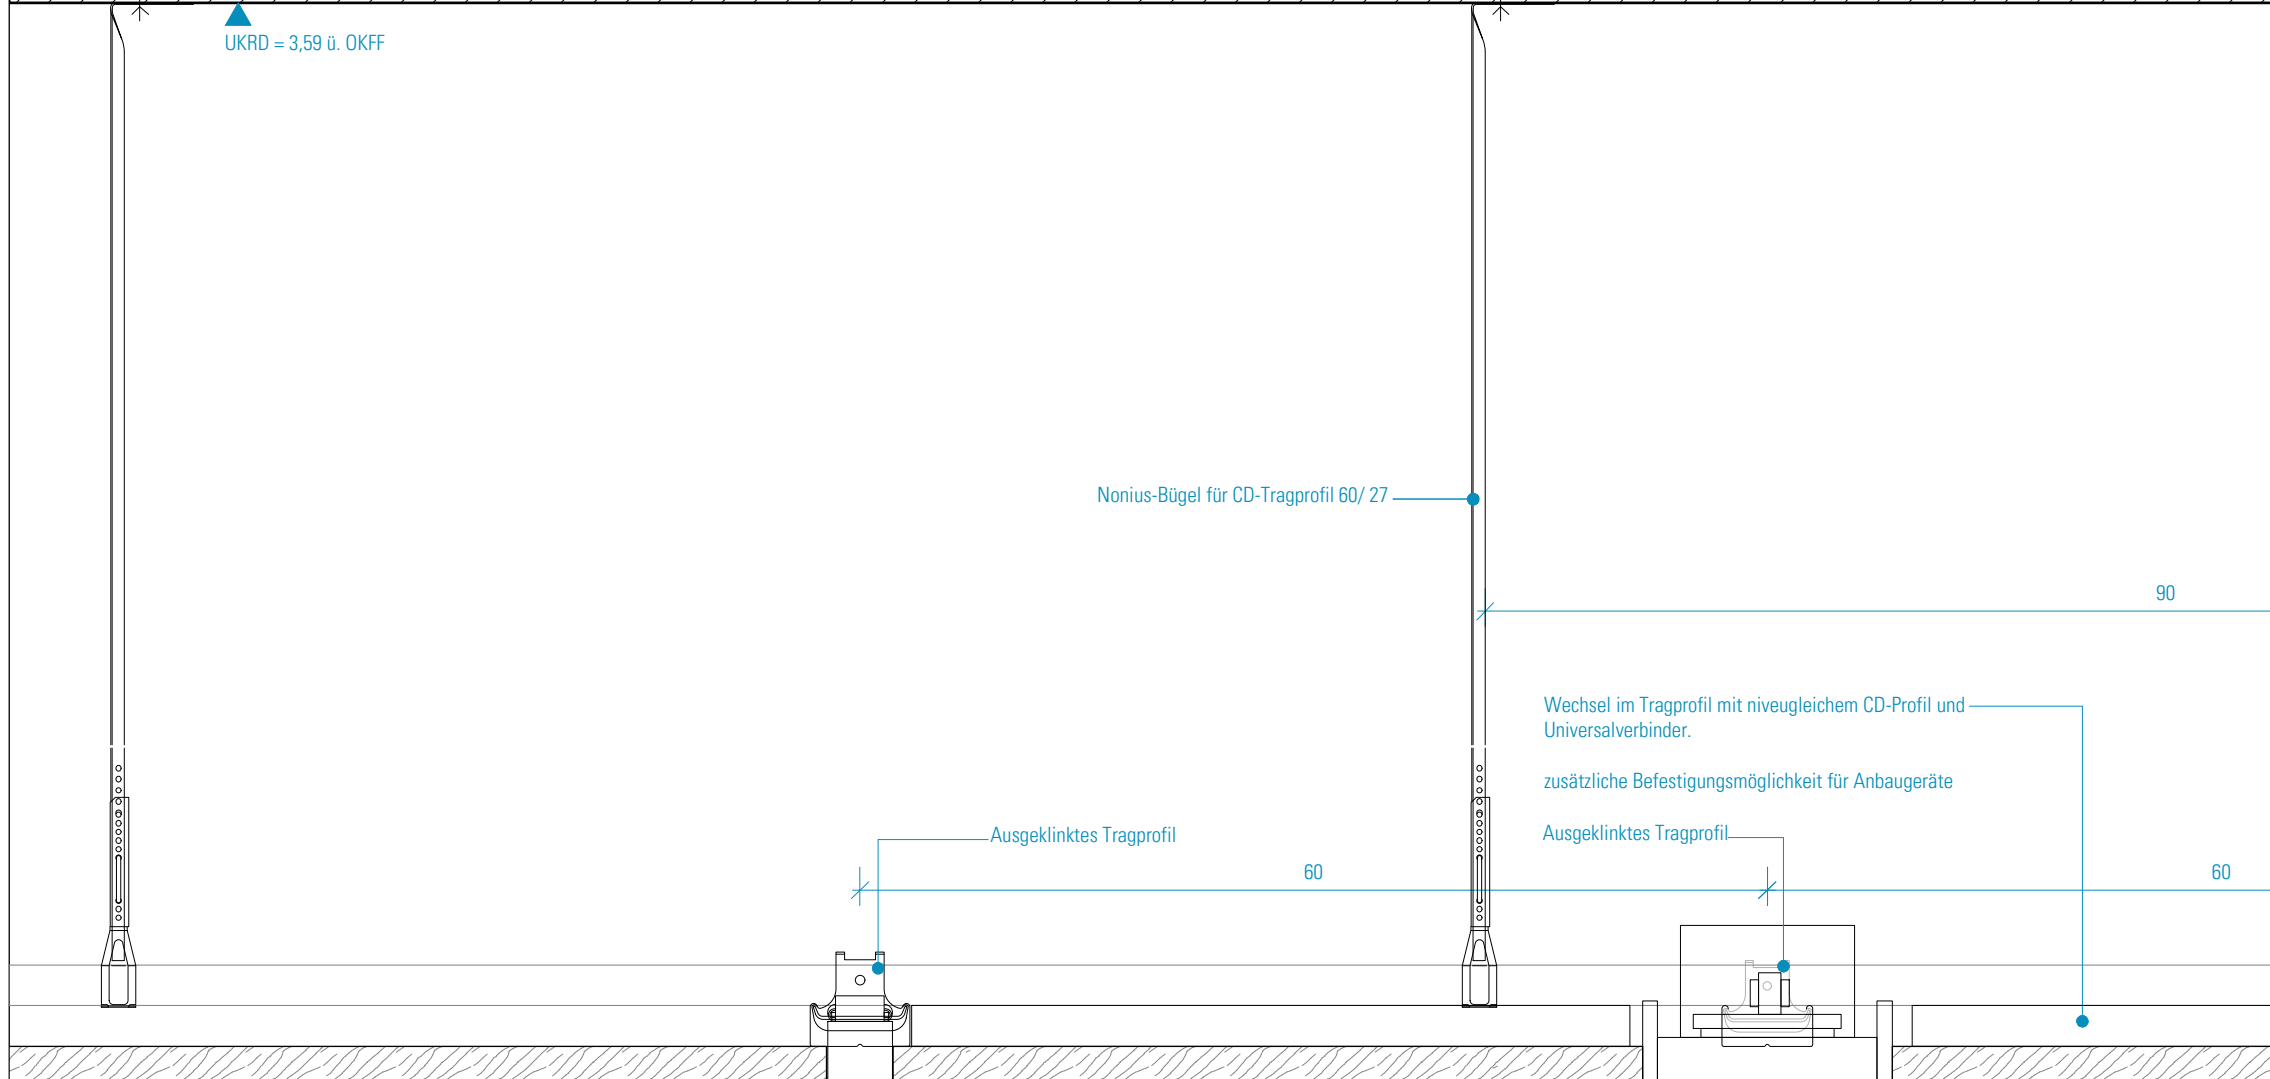 UKRD = 3,59 ü. OKFF
Nonius-Bügel für CD-Tragprofil 60/ 27
90
Wechsel im Tragprofil mit niveugleichem CD-Profil und
Universalverbinder.
zusätzliche Befestigungsmöglichkeit für Anbaugeräte
Ausgeklinktes Tragprofil
Ausgeklinktes Tragprofil
60
60